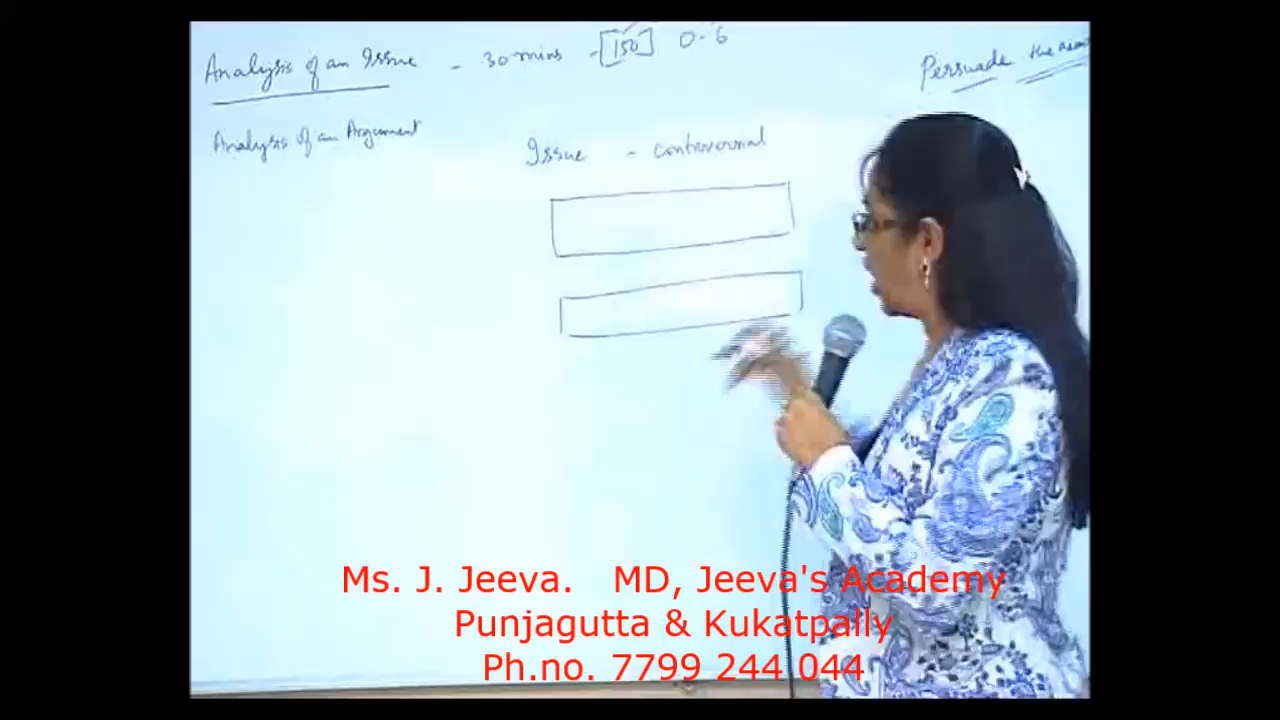 Analysis of an Issue - 30 mins - [150] 0-6
Persuade the
Analysis of an Argument
Issue - controversial
Ms. J. Jeeva. MD, Jeeva's Academy
Punjagutta & Kukatpally
Ph.no. 7799 244 044